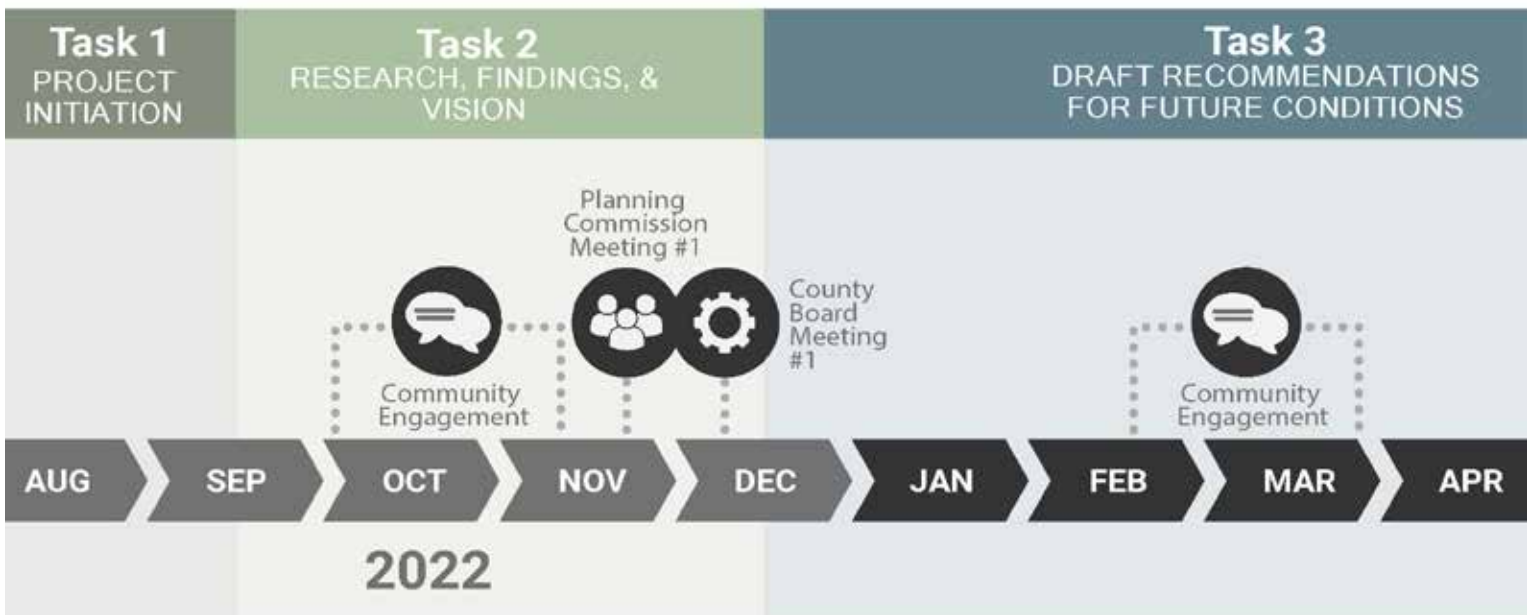 Task 1
PROJECT
INITIATION
Task 2
RESEARCH, FINDINGS, &
VISION
Task 3
DRAFT RECOMMENDATIONS
FOR FUTURE CONDITIONS
Planning
Commission
Meeting #1
County
Board
Meeting
#1
Community
Engagement
Community
Engagement
AUG
SEP
OCT
NOV
DEC
JAN
FEB
MAR
APR
2022